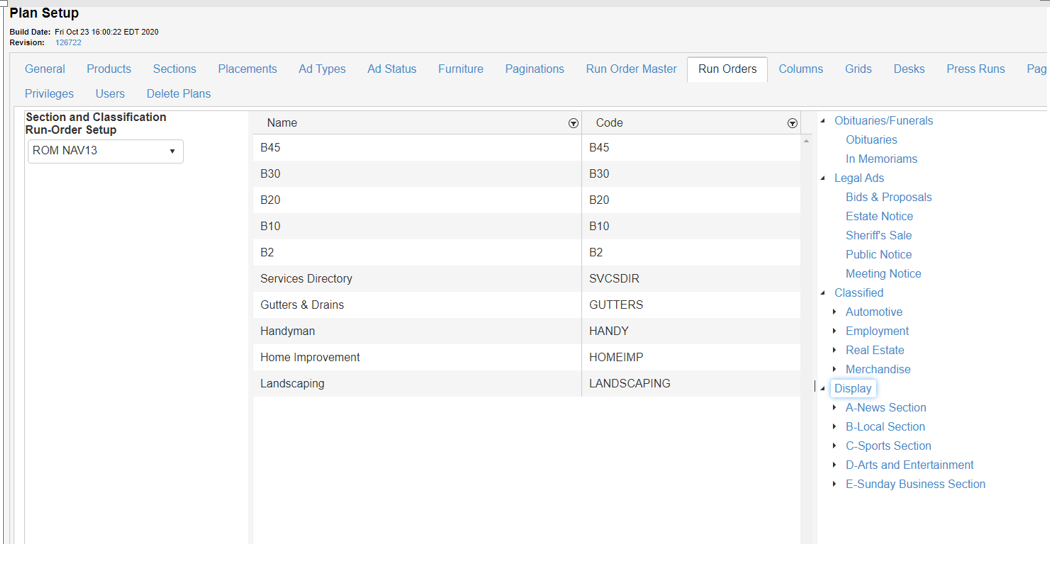 Plan Setup
Build Date: Fri Oct 23 16:00:22 EDT 2020
Revision: 126722
General Products Sections Placements Ad Types Ad Status Furniture Paginations Run Order Master Run Orders Columns Grids Desks Press Runs Pag
Privileges Users Delete Plans
Section and Classification
Run-Order Setup
ROM NAV13
Name Code
B45 B45
B30 B30
B20 B20
B10 B10
B2 B2
Services Directory SVCSDIR
Gutters & Drains GUTTERS
Handyman HANDY
Home Improvement HOMEIMP
Landscaping LANDSCAPING
Obituaries/Funerals
Obituaries
In Memoriams
Legal Ads
Bids & Proposals
Estate Notice
Sheriff's Sale
Public Notice
Meeting Notice
Classified
Automotive
Employment
Real Estate
Merchandise
Display
A-News Section
B-Local Section
C-Sports Section
D-Arts and Entertainment
E-Sunday Business Section